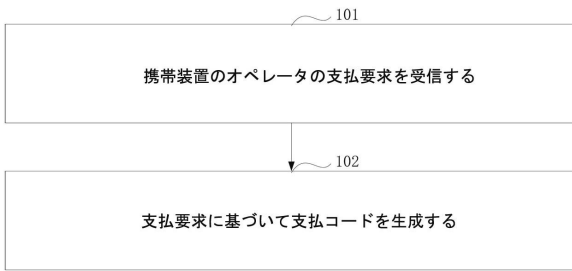 101
携帯装置のオペレータの支払要求を受信する
102
支払要求に基づいて支払コードを生成する